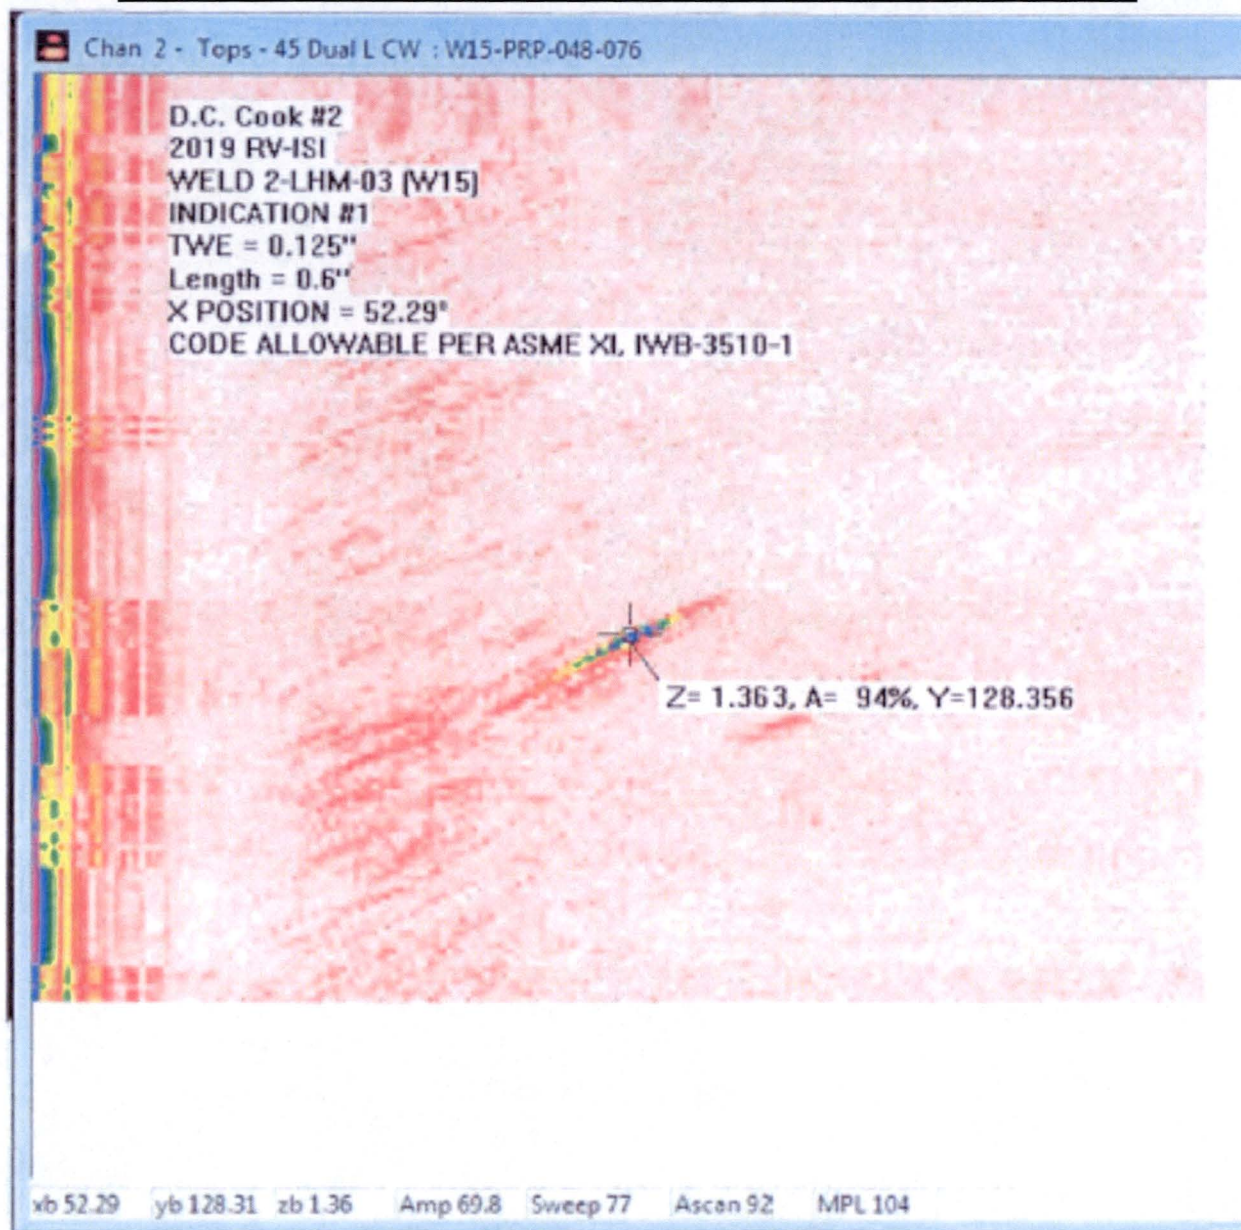 Chan 2 - Tops - 45 Dual L CW : W15-PRP-048-076
D.C. Cook #2
2019 RV-ISI
WELD 2-LHM-03 (W15)
INDICATION #1
TWE = 0.125"
Length = 0.6"
X POSITION = 52.29°
CODE ALLOWABLE PER ASME XI, IWB-3510-1
Z= 1.363, A= 94%, Y=128.356
xb 52.29 yb 128.31 zb 1.36 Amp 69.8 Sweep 77 Ascan 92 MPL 104